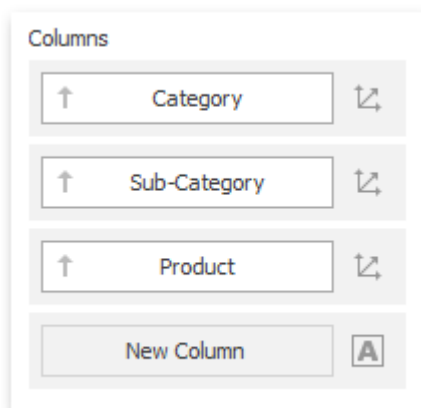 Columns
Category
Sub-Category
Product
New Column
A